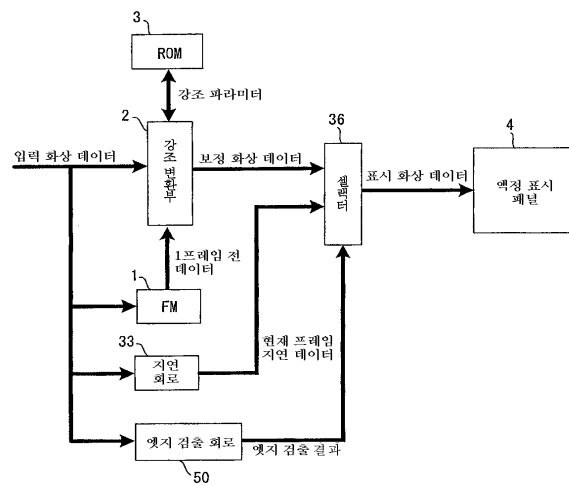 3
ROM
강조 파라미터
2
강조 변환부
입력 화상 데이터
보정 화상 데이터
36
셀렉터
표시 화상 데이터
4
액정 표시
패널
1프레임 전
데이터
1
FM
33
지연
회로
현재 프레임
지연 데이터
엣지 검출 회로
엣지 검출 결과
50